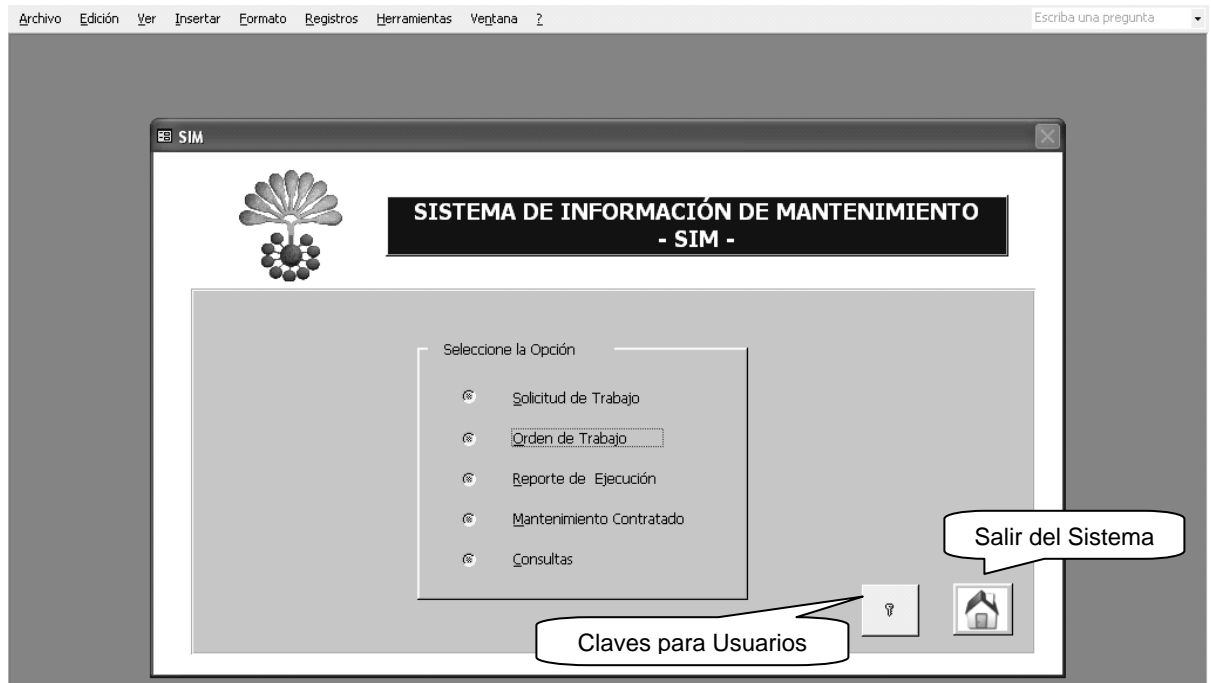 Archivo Edición Ver Insertar Formato Registros Herramientas Ventana ? Escriba una pregunta
SIM
SISTEMA DE INFORMACIÓN DE MANTENIMIENTO
- SIM -
Seleccione la Opción
Solicitud de Trabajo
Orden de Trabajo
Reporte de Ejecución
Mantenimiento Contratado
Consultas
Salir del Sistema
Claves para Usuarios